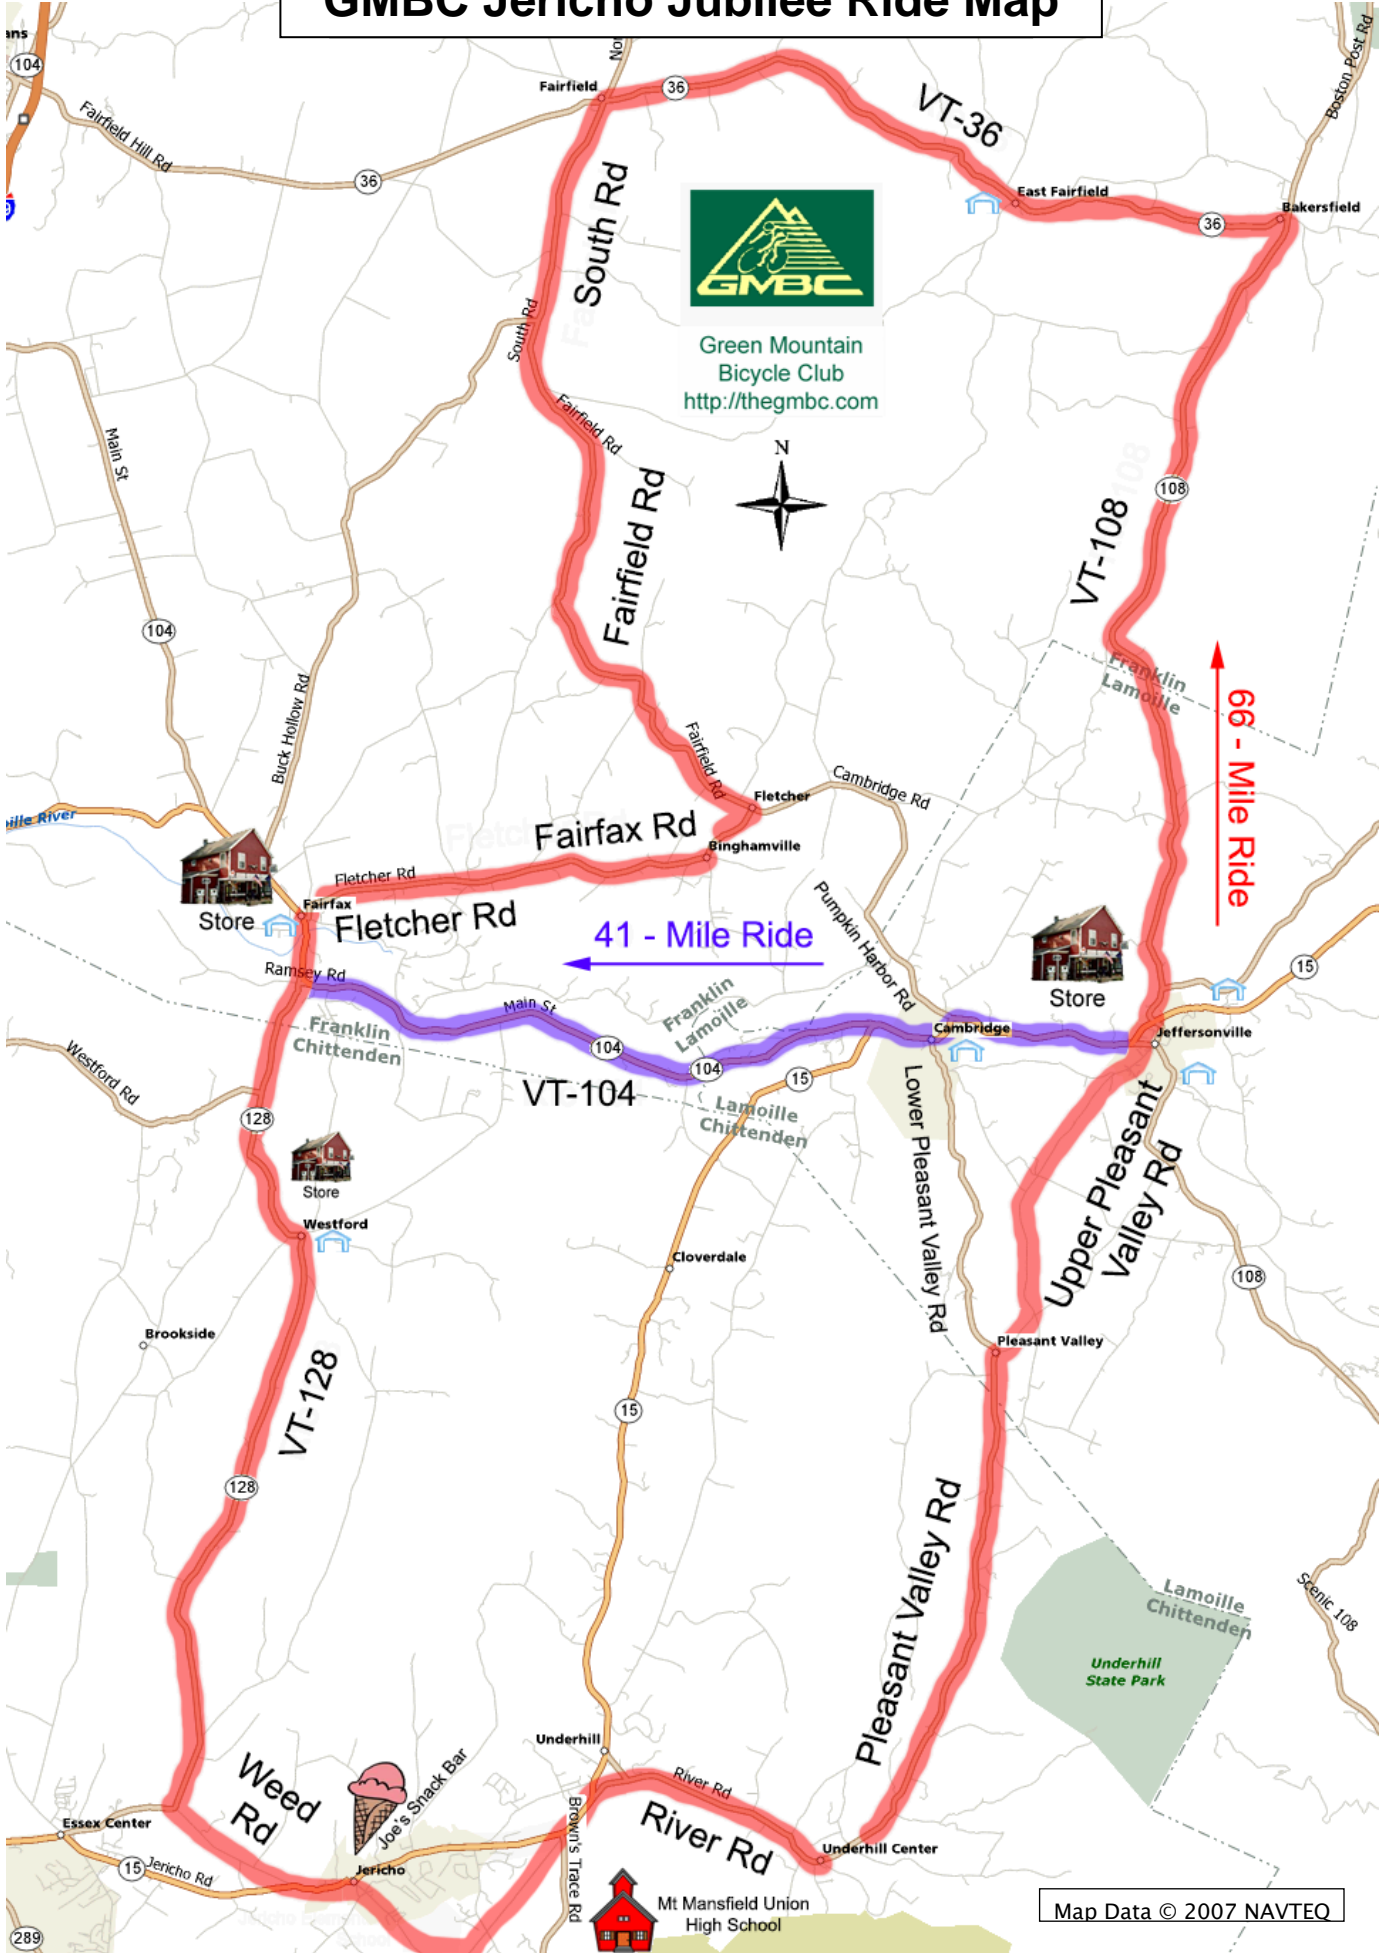 GMBC Jericho Jubilee Ride Map
ans
104
Fairfield
36
Boston Post Rd
Fairfield Hill Rd
VT-36
36
East Fairfield
Bakersfield
36
South Rd
South Rd
GMBC
Green Mountain
Bicycle Club
http://thegmbc.com
Fairfield Rd
Main St
N
Fairfield Rd
108
VT-108
104
Franklin
Lamoille
66 - Mile Ride
Buck Hollow Rd
Fairfield Rd
Cambridge Rd
Fletcher
ille River
Fairfax Rd
Binghamville
Fletcher Rd
Fairfax
Store
Fletcher Rd
Pumpkin Harbor Rd
41 - Mile Ride
Store
15
Ramsey Rd
Main St
Franklin
Lamoille
Franklin
Chittenden
Cambridge
Jeffersonville
104
104
15
VT-104
Lamoille
Chittenden
Westford Rd
128
Lower Pleasant Valley Rd
Upper Pleasant
Valley Rd
Store
Westford
Cloverdale
108
Brookside
Pleasant Valley
VT-128
15
128
Pleasant Valley Rd
Lamoille
Chittenden
Scenic 108
Underhill
State Park
Underhill
Weed
Rd
Joe's Snack Bar
River Rd
Brown's Trace Rd
River Rd
Essex Center
Underhill Center
15
Jericho Rd
Jericho
Mt Mansfield Union
High School
Map Data © 2007 NAVTEQ
289